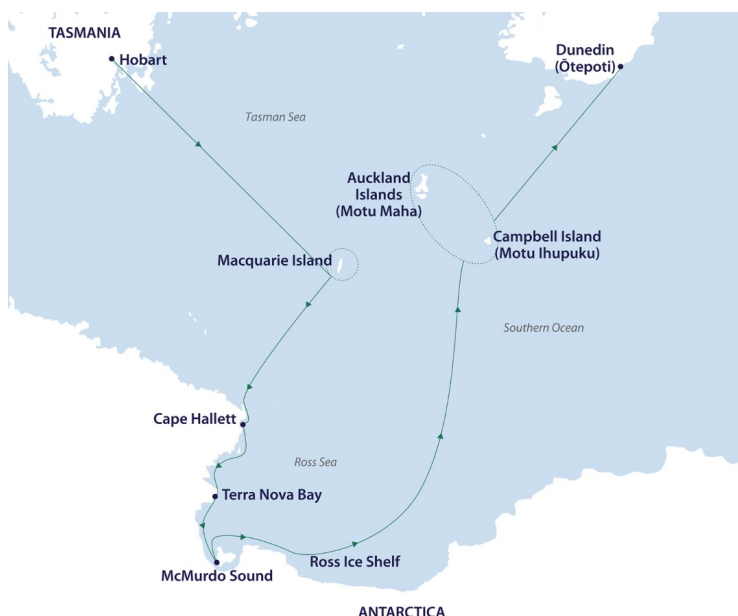 TASMANIA
Hobart
Dunedin
(Ōtepoti)
Tasman Sea
Auckland
Islands
(Motu Maha)
Campbell Island
(Motu Ihupuku)
Macquarie Island
Southern Ocean
Cape Hallett
Ross Sea
Terra Nova Bay
Ross Ice Shelf
McMurdo Sound
ANTARCTICA